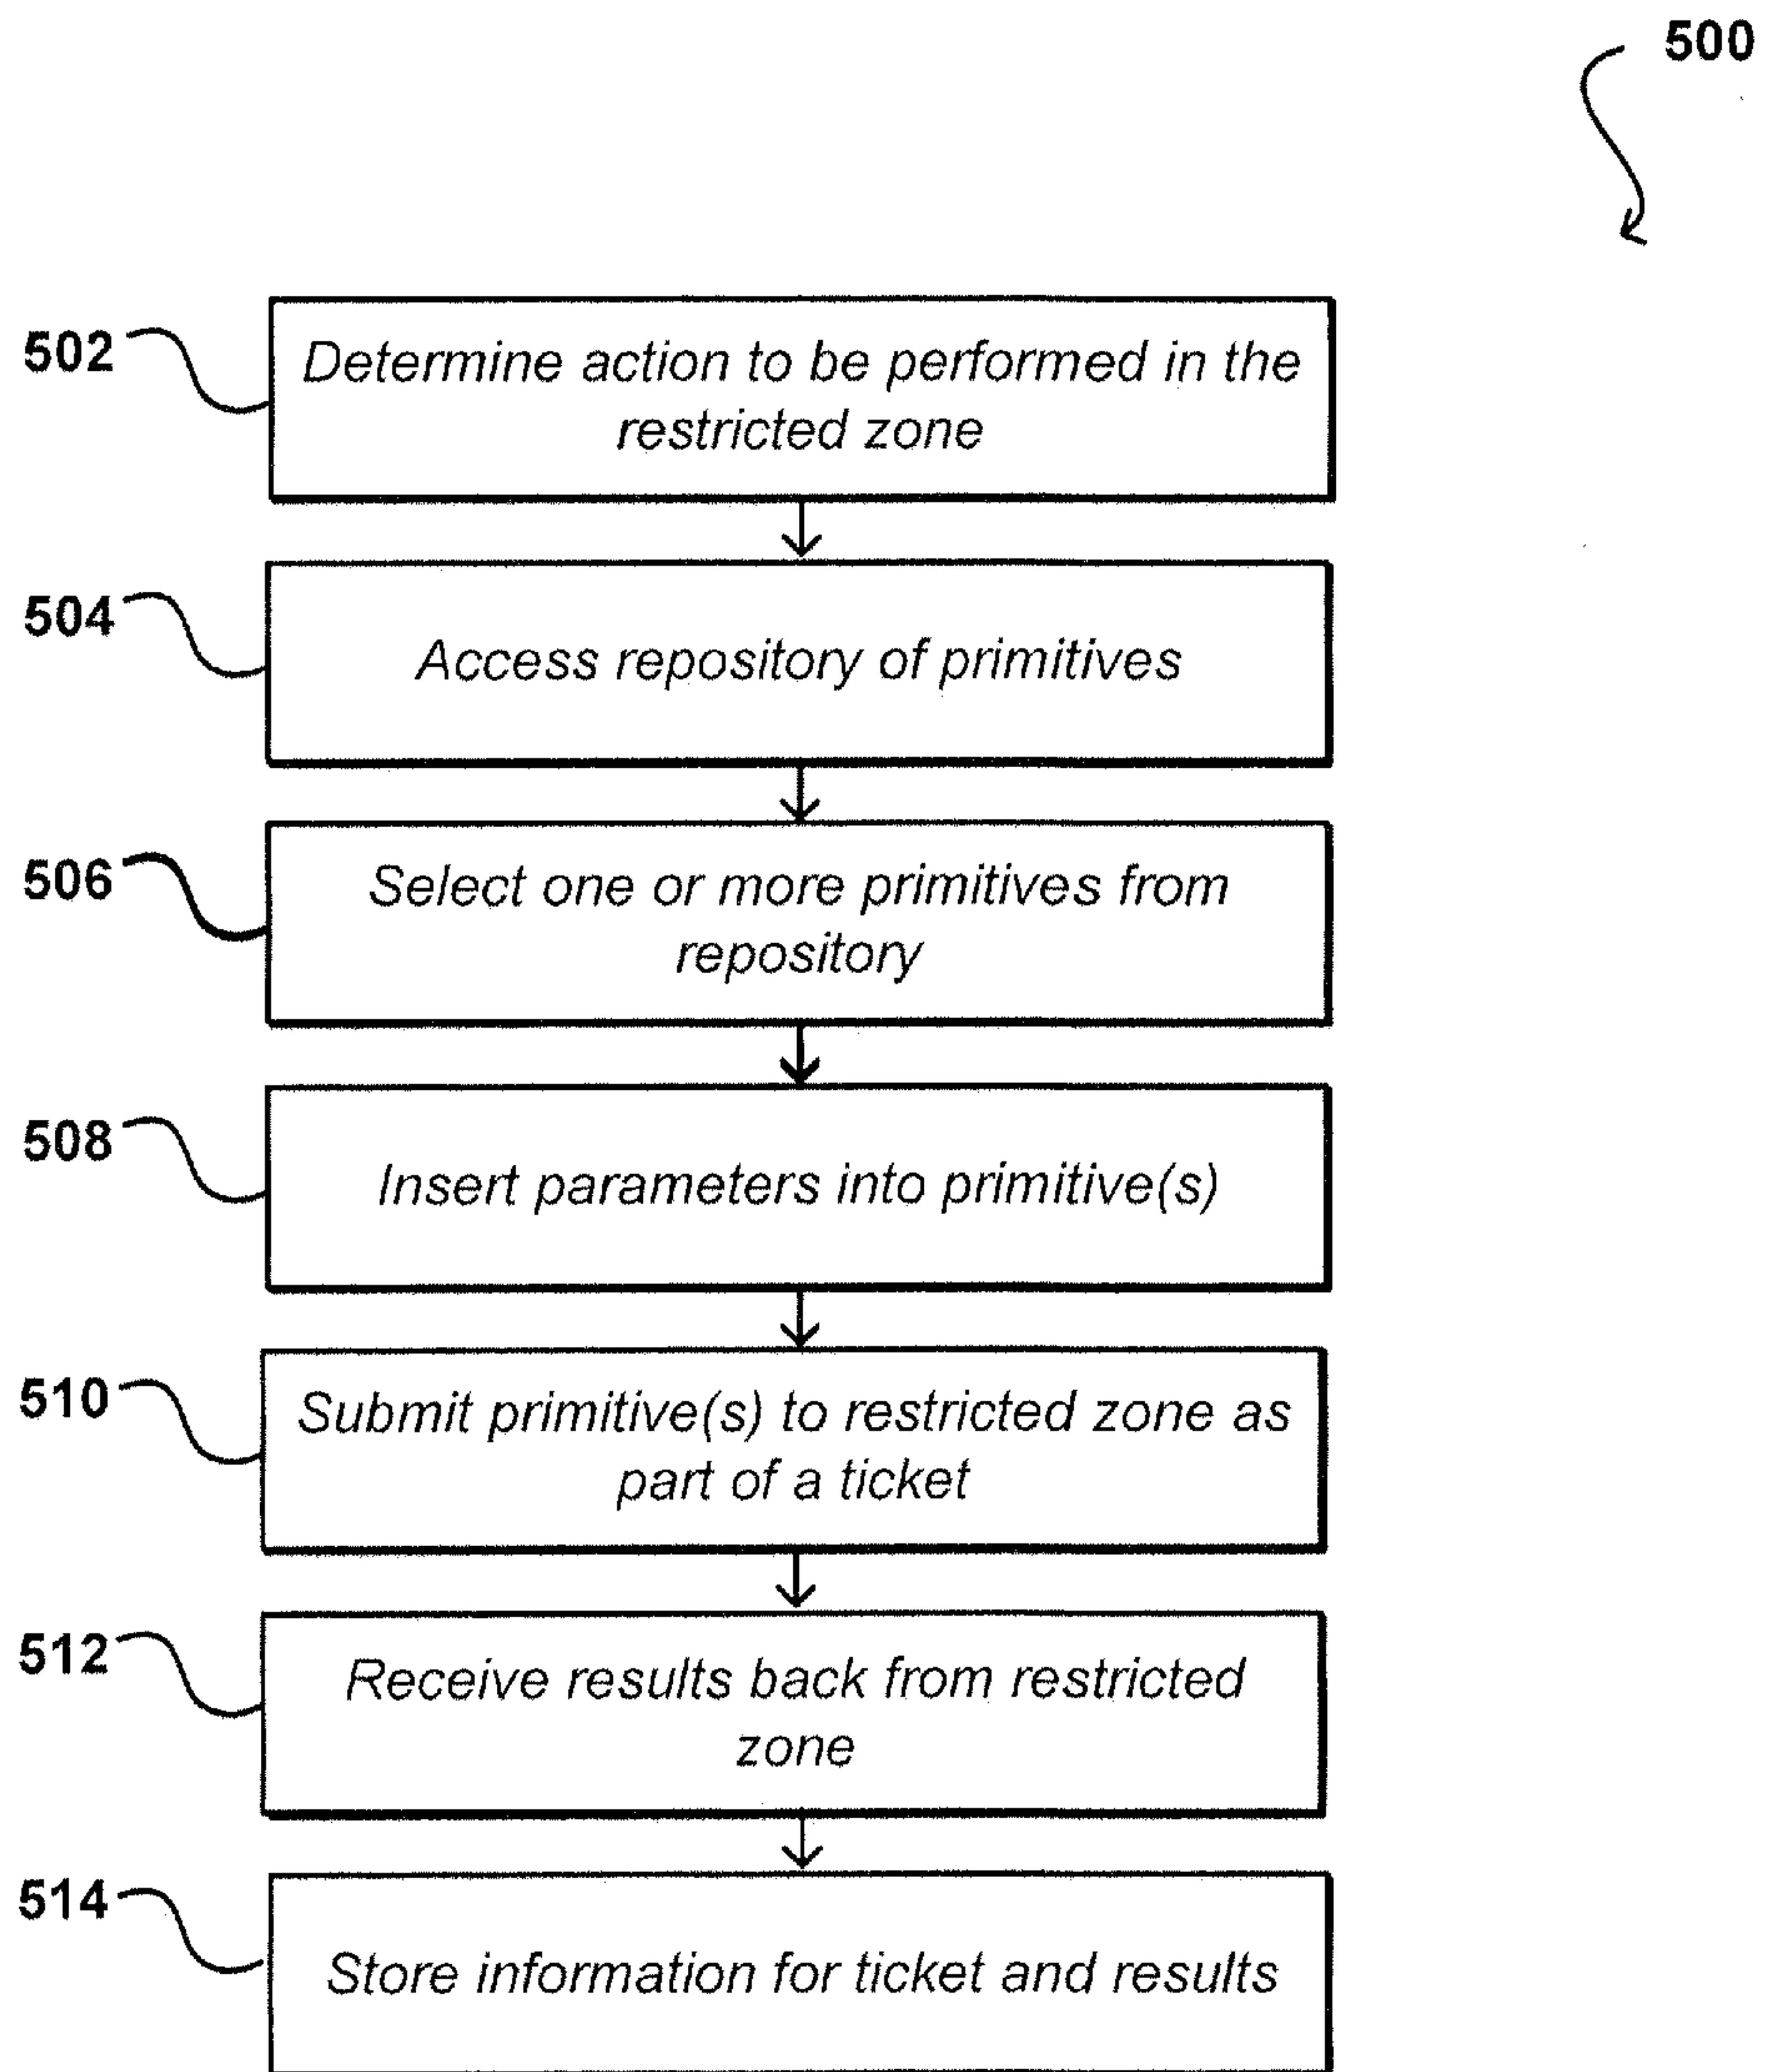 500
502
Determine action to be performed in the
restricted zone
504
Access repository of primitives
506
Select one or more primitives from
repository
508
Insert parameters into primitive(s)
510
Submit primitive(s) to restricted zone as
part of a ticket
512
Receive results back from restricted
zone
514
Store information for ticket and results